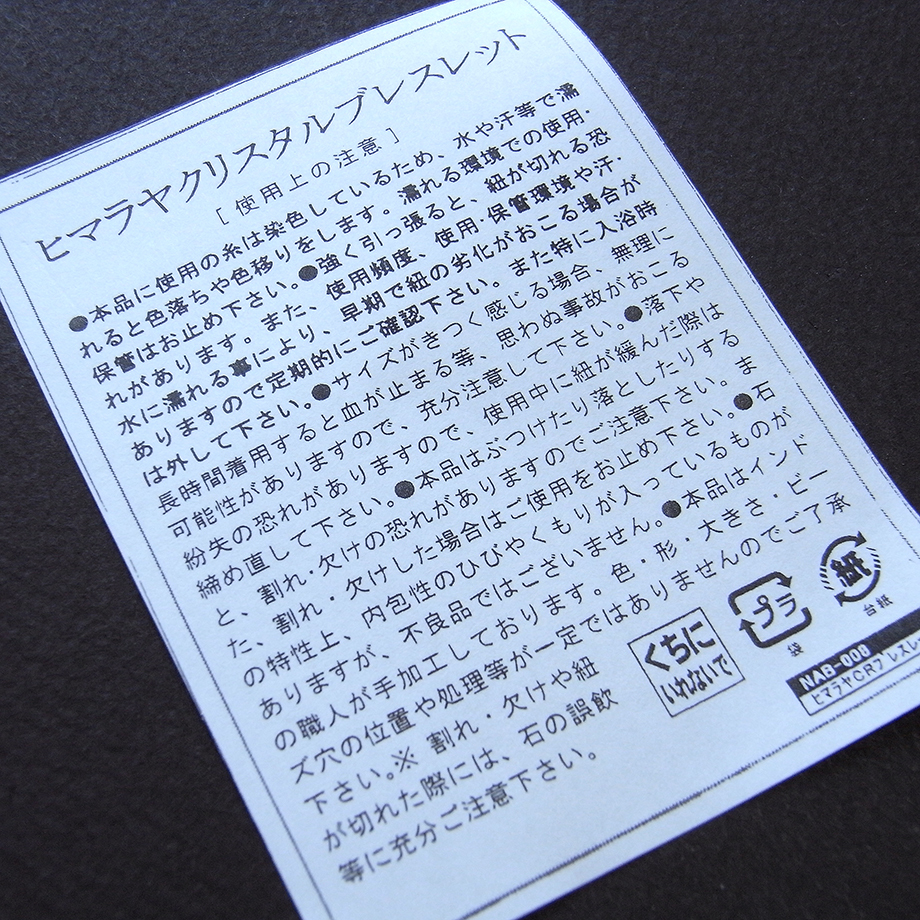 ヒマラヤクリスタルブレスレット
[使用上の注意]
●本品に使用の糸は染色しているため、水や汗等で濡
れると色落ちや色移りをします。濡れる環境での使用・
保管はお止め下さい。●強く引っ張ると、紐が切れる恐
れがあります。また、使用頻度、使用・保管環境や汗・
水に濡れる事により、早期で紐の劣化がおこる場合が
ありますので定期的にご確認下さい。また特に入浴時
は外して下さい。●サイズがきつく感じる場合、無理に
長時間着用すると血が止まる等、思わぬ事故がおこる
可能性がありますので、充分注意して下さい。●落下や
紛失の恐れがありますので、使用中に紐が緩んだ際は
締め直して下さい。●本品はぶつけたり落としたりする
と、割れ・欠けの恐れがありますのでご注意下さい。ま
た、割れ・欠けした場合はご使用をお止め下さい。●石
の特性上、内包性のひびやくもりが入っているものが
ありますが、不良品ではございません。●本品はインド
の職人が手加工しております。色・形・大きさ・ビー
ズ穴の位置や処理等が一定ではありませんのでご了承
下さい。※ 割れ・欠けや紐
が切れた際には、石の誤飲
等に充分ご注意下さい。
くちに
いれないで
プラ
袋
紙
台紙
NAB-008
ヒマラヤCRブレスレ